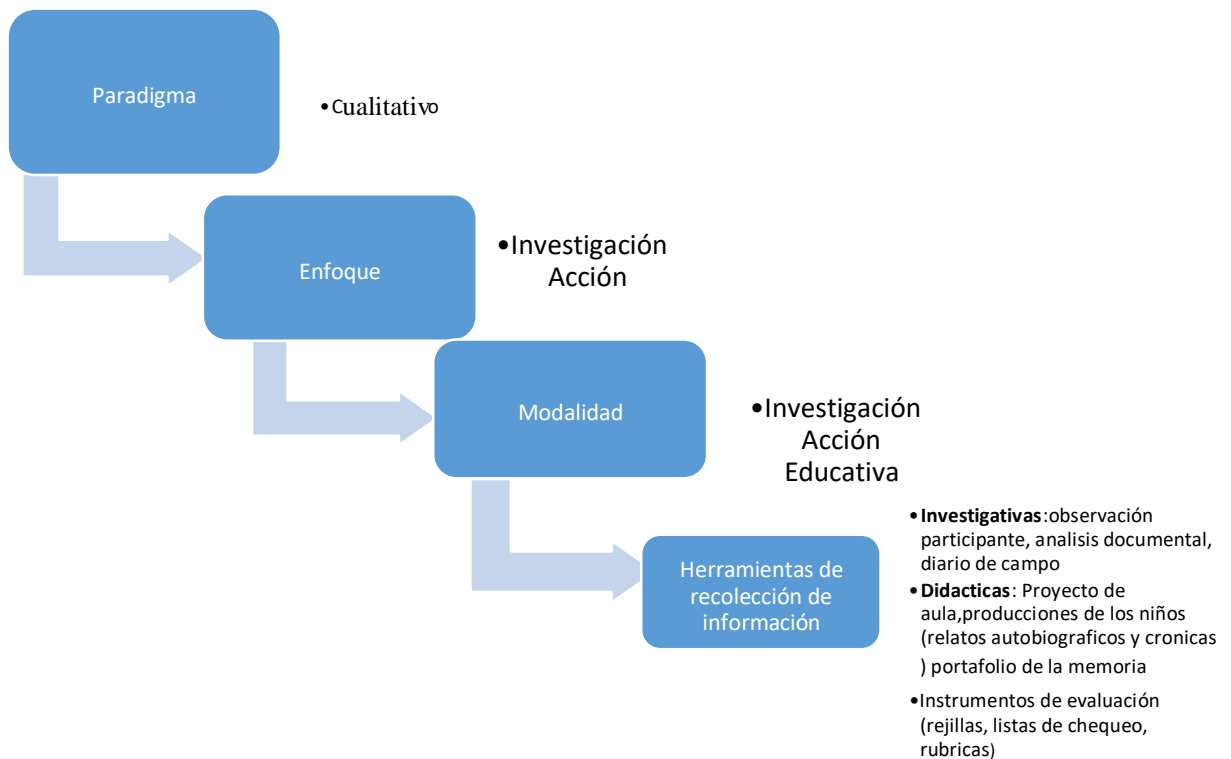 Paradigma
•Cualitativo
Enfoque
•Investigación
Acción
Modalidad
•Investigación
Acción
Educativa
Herramientas de
recolección de
información
•Investigativas:observación
participante, analisis documental,
diario de campo
•Didacticas: Proyecto de
aula,producciones de los niños
(relatos autobiograficos y cronicas
) portafolio de la memoria
•Instrumentos de evaluación
(rejillas, listas de chequeo,
rubricas)